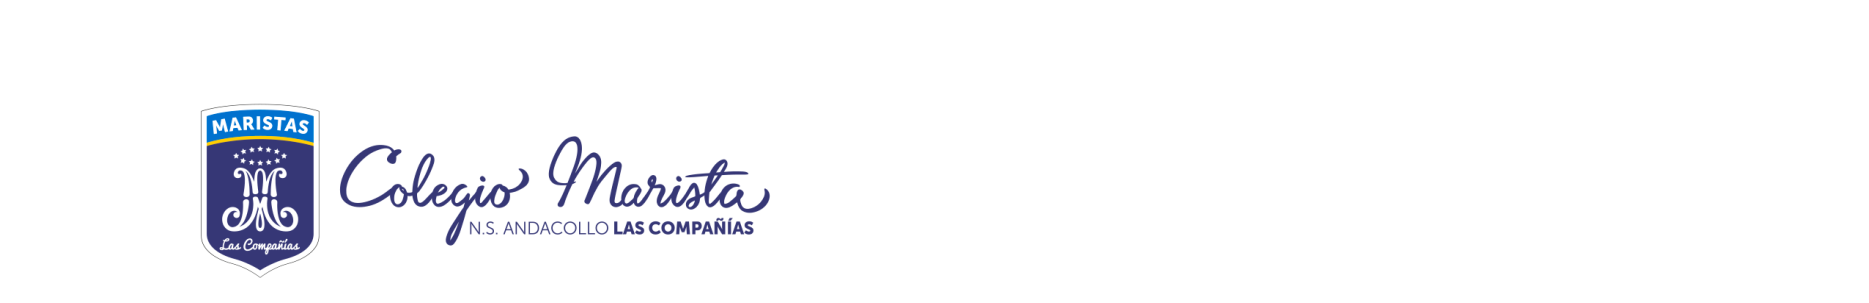 MARISTAS
Las Compañías
Colegio Marista
N.S. ANDACOLLO LAS COMPAÑÍAS